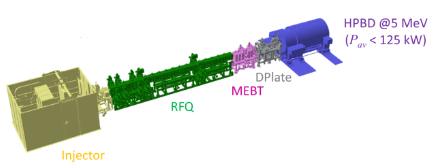 HPBD @5 MeV
(Pav < 125 kW)
DPlate
MEBT
RFQ
Injector